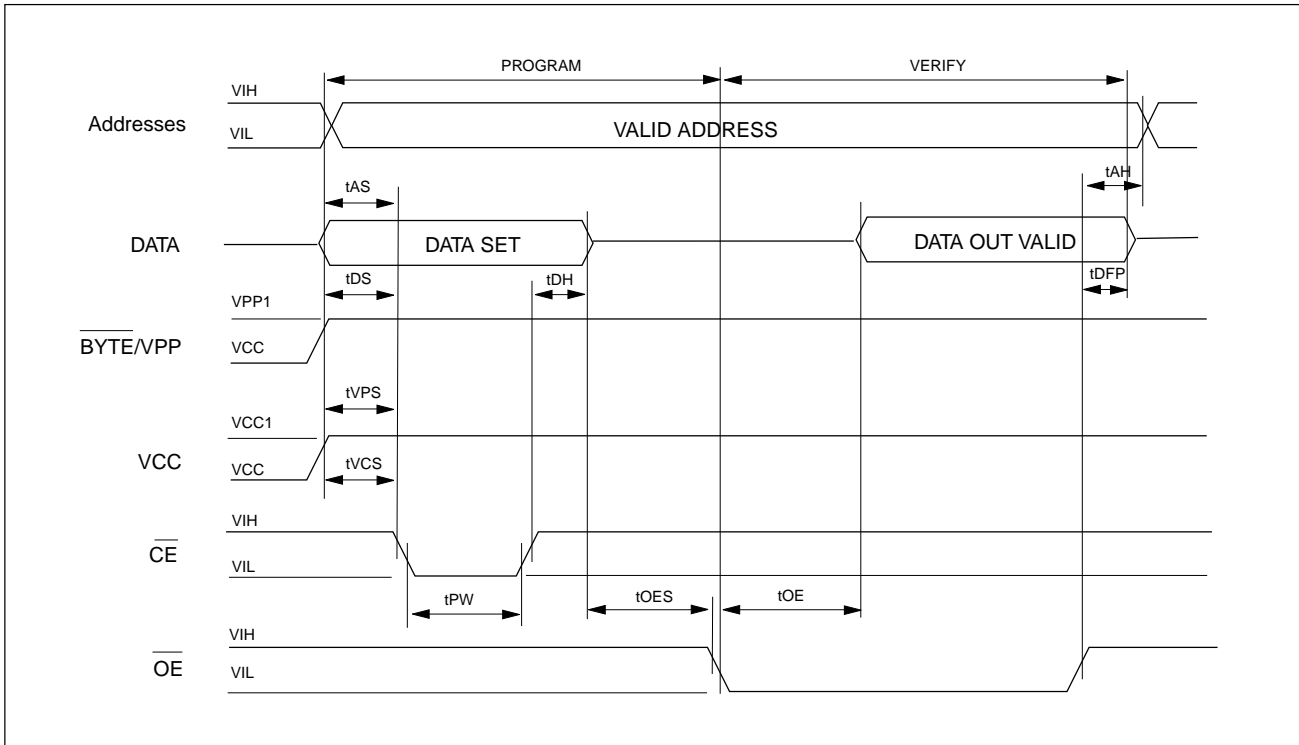 PROGRAM VERIFY
VIH
Addresses
VIL
VALID ADDRESS
tAS
tAH
DATA
DATA SET
DATA OUT VALID
tDS
tDH
tDFP
VPP1
BYTE/VPP
VCC
tVPS
VCC1
VCC
VCC
tVCS
VIH
CE
VIL
tPW
tOES
tOE
VIH
OE
VIL